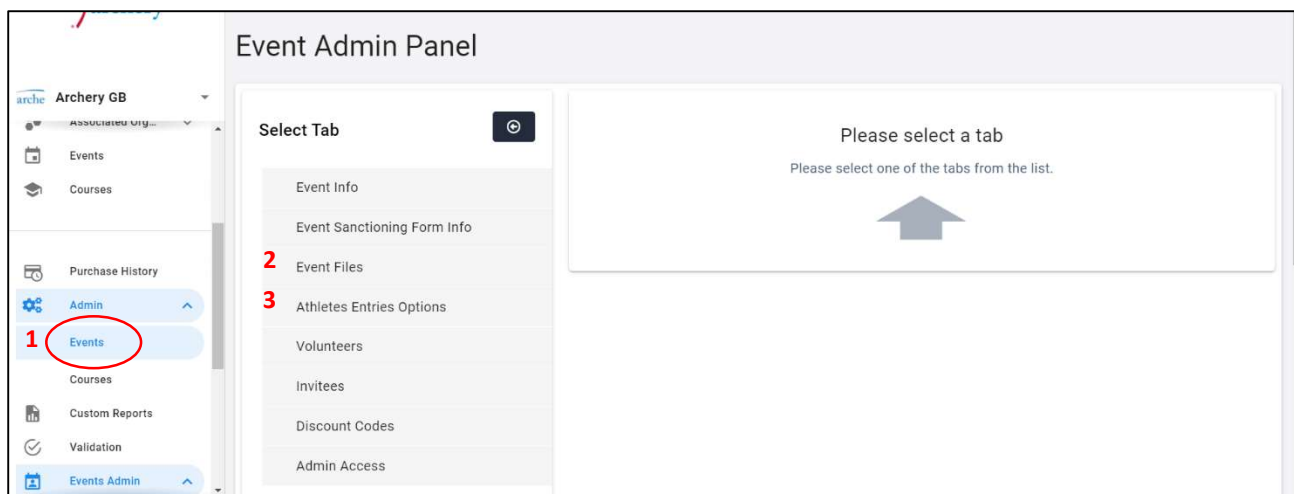 Event Admin Panel
Archery GB
Events
Courses
Purchase History
Admin
1
Events
Courses
Custom Reports
Validation
Events Admin
Select Tab
Event Info
Event Sanctioning Form Info
2 Event Files
3 Athletes Entries Options
Volunteers
Invitees
Discount Codes
Admin Access
Please select a tab
Please select one of the tabs from the list.